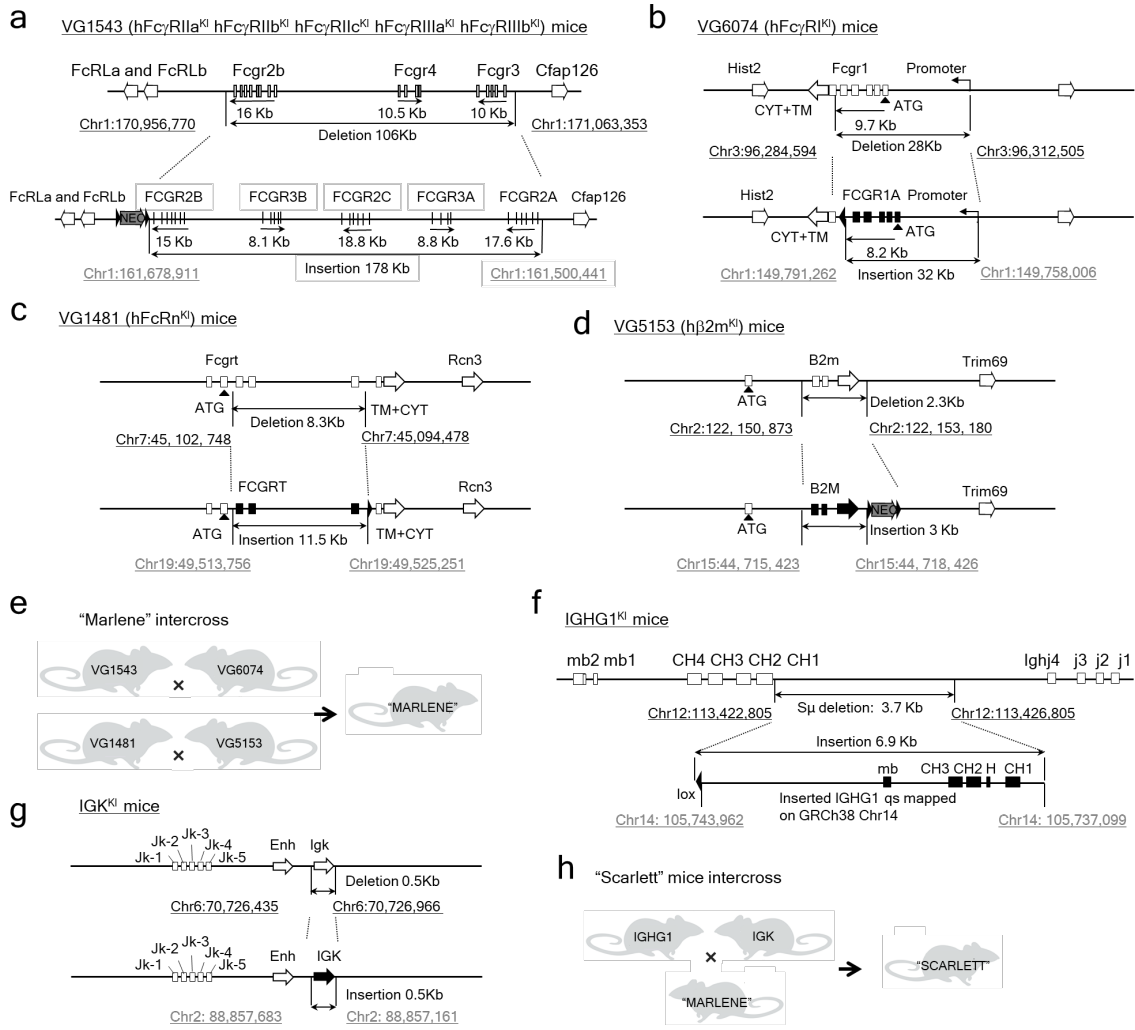 a
VG1543 (hFcγRIIaKI hFcγRIIbKI hFcγRIIcKI hFcγRIIIaKI hFcγRIIIbKI) mice
FcRLa and FcRLb Fcgr2b Fcgr4 Fcgr3 Cfap126
16 Kb 10.5 Kb 10 Kb
Chr1:170,956,770 Deletion 106Kb Chr1:171,063,353
FcRLa and FcRLb FCGR2B FCGR3B FCGR2C FCGR3A FCGR2A Cfap126
NEO
15 Kb 8.1 Kb 18.8 Kb 8.8 Kb 17.6 Kb
Insertion 178 Kb
Chr1:161,678,911 Chr1:161,500,441
b
VG6074 (hFcγRIKI) mice
Hist2 Fcgr1 Promoter
CYT+TM ATG
9.7 Kb
Deletion 28Kb
Chr3:96,284,594 Chr3:96,312,505
Hist2 FCGR1A Promoter
CYT+TM ATG
8.2 Kb
Insertion 32 Kb
Chr1:149,791,262 Chr1:149,758,006
c
VG1481 (hFcRnKI) mice
Fcgrt Rcn3
ATG TM+CYT
Deletion 8.3Kb
Chr7:45, 102, 748 Chr7:45,094,478
FCGRT Rcn3
ATG TM+CYT
Insertion 11.5 Kb
Chr19:49,513,756 Chr19:49,525,251
d
VG5153 (hβ2mKI) mice
B2m Trim69
ATG Deletion 2.3Kb
Chr2:122, 150, 873 Chr2:122, 153, 180
B2M Trim69
NEO
ATG Insertion 3 Kb
Chr15:44, 715, 423 Chr15:44, 718, 426
e
“Marlene” intercross
VG1543 × VG6074
“MARLENE”
VG1481 × VG5153
f
IGHG1KI mice
mb2 mb1 CH4 CH3 CH2 CH1 Ighj4 j3 j2 j1
Sμ deletion: 3.7 Kb
Chr12:113,422,805 Chr12:113,426,805
Insertion 6.9 Kb
mb CH3 CH2 H CH1
lox Inserted IGHG1 qs mapped
on GRCh38 Chr14
Chr14: 105,743,962 Chr14: 105,737,099
g
IGKKI mice
Jk-1 Jk-2 Jk-3 Jk-4 Jk-5 Enh Igk
Deletion 0.5Kb
Chr6:70,726,435 Chr6:70,726,966
Jk-1 Jk-2 Jk-3 Jk-4 Jk-5 Enh IGK
Insertion 0.5Kb
Chr2: 88,857,683 Chr2: 88,857,161
h
“Scarlett” mice intercross
IGHG1 × IGK
“SCARLETT”
“MARLENE”